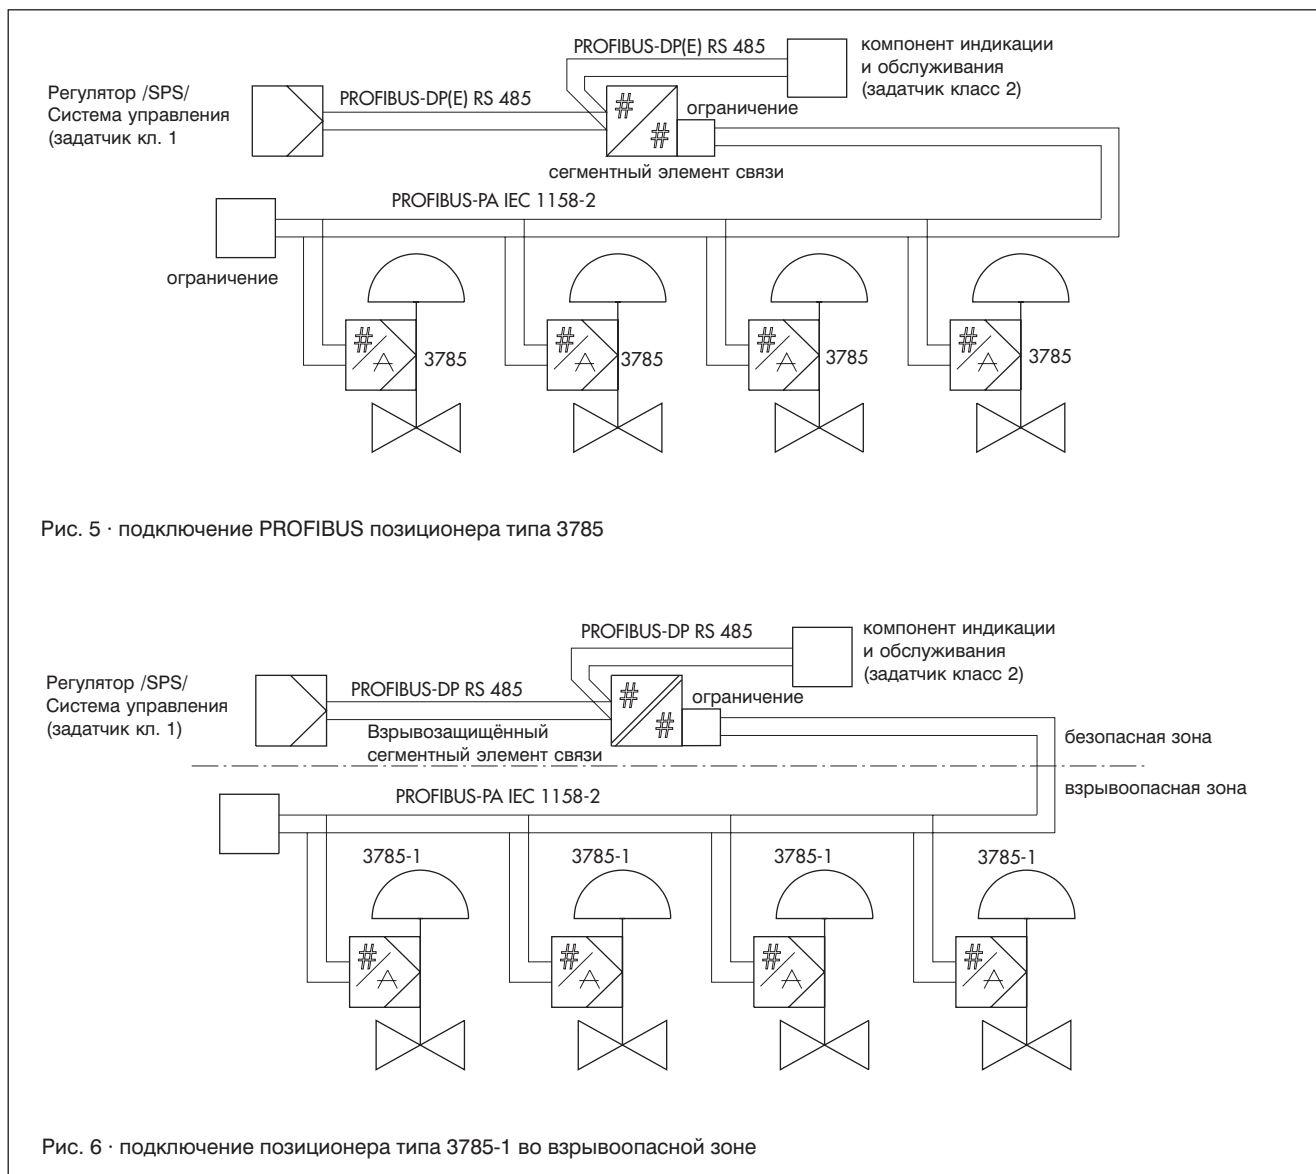 PROFIBUS-DP(E) RS 485
компонент индикации
и обслуживания
(задатчик класс 2)
Регулятор /SPS/
Система управления
(задатчик кл. 1
PROFIBUS-DP(E) RS 485
#
#
ограничение
сегментный элемент связи
PROFIBUS-PA IEC 1158-2
ограничение
# A 3785
# A 3785
# A 3785
# A 3785
Рис. 5 · подключение PROFIBUS позиционера типа 3785
PROFIBUS-DP RS 485
компонент индикации
и обслуживания
(задатчик класс 2)
Регулятор /SPS/
Система управления
(задатчик кл. 1)
PROFIBUS-DP RS 485
#
#
ограничение
Взрывозащищённый
сегментный элемент связи
безопасная зона
взрывоопасная зона
PROFIBUS-PA IEC 1158-2
3785-1
3785-1
3785-1
3785-1
# A
# A
# A
# A
Рис. 6 · подключение позиционера типа 3785-1 во взрывоопасной зоне